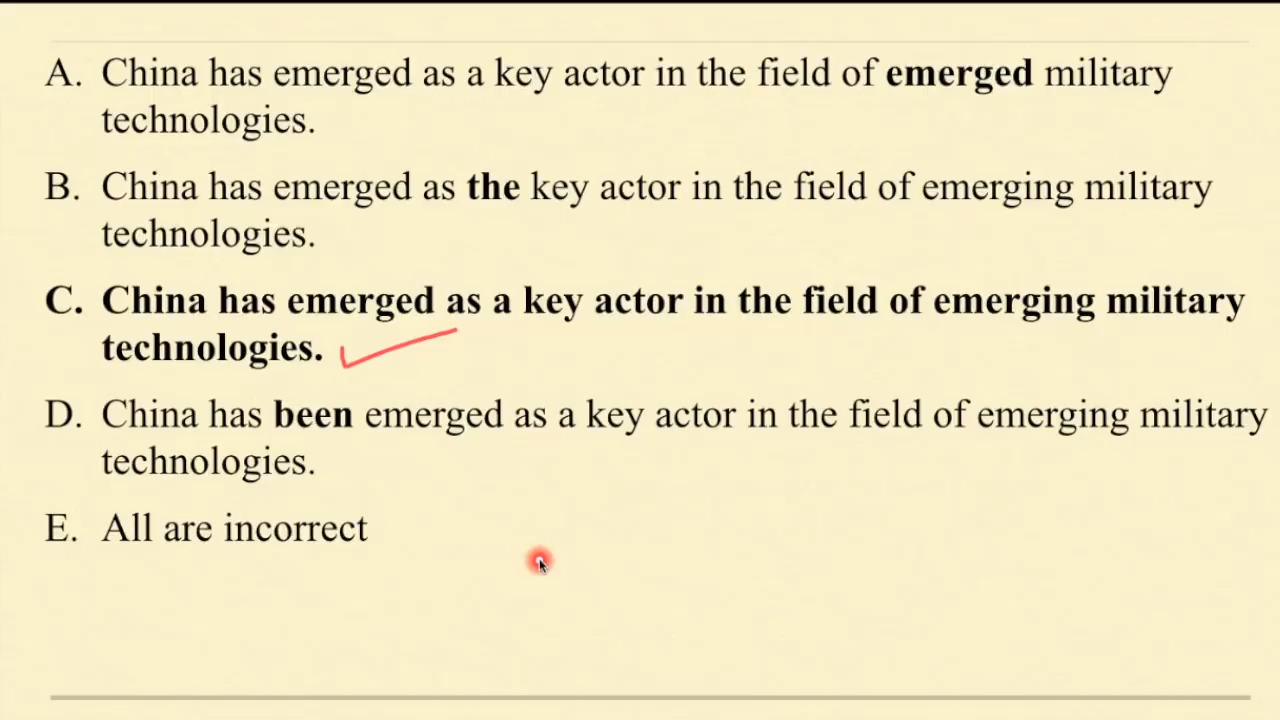 A. China has emerged as a key actor in the field of emerged military
technologies.
B. China has emerged as the key actor in the field of emerging military
technologies.
C. China has emerged as a key actor in the field of emerging military
technologies.
D. China has been emerged as a key actor in the field of emerging military
technologies.
E. All are incorrect